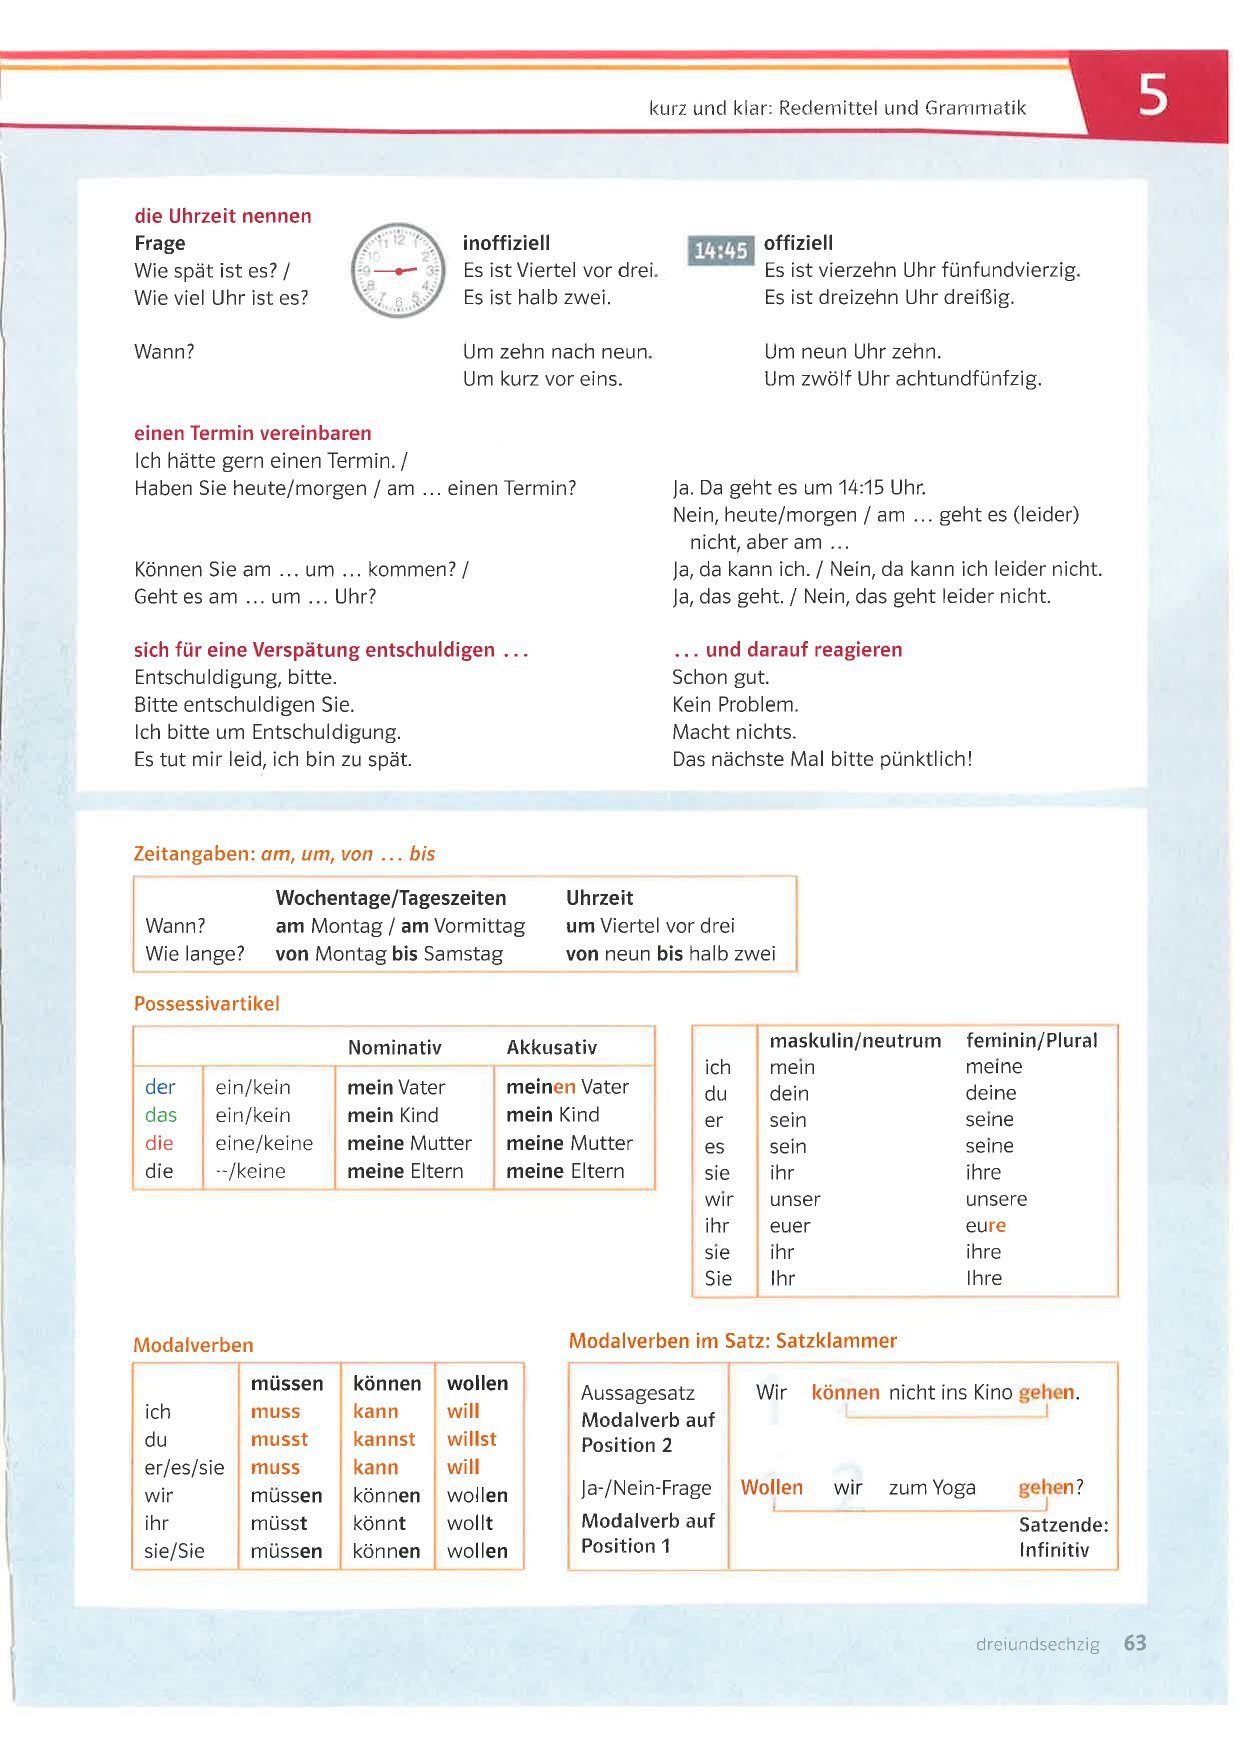 kurz und klar: Redemittel und Grammatik
5
die Uhrzeit nennen
Frage
Wie spät ist es? /
Wie viel Uhr ist es?
inoffiziell
Es ist Viertel vor drei.
Es ist halb zwei.
14:45
offiziell
Es ist vierzehn Uhr fünfundvierzig.
Es ist dreizehn Uhr dreißig.
Wann?
Um zehn nach neun.
Um neun Uhr zehn.
Um kurz vor eins.
Um zwölf Uhr achtundfünfzig.
einen Termin vereinbaren
Ich hätte gern einen Termin. /
Haben Sie heute/morgen / am ... einen Termin?
Ja. Da geht es um 14:15 Uhr.
Nein, heute/morgen / am ... geht es (leider)
nicht, aber am ...
Können Sie am ... um ... kommen? /
Ja, da kann ich. / Nein, da kann ich leider nicht.
Geht es am ... um ... Uhr?
Ja, das geht. / Nein, das geht leider nicht.
sich für eine Verspätung entschuldigen ...
... und darauf reagieren
Entschuldigung, bitte.
Schon gut.
Bitte entschuldigen Sie.
Kein Problem.
Ich bitte um Entschuldigung.
Macht nichts.
Es tut mir leid, ich bin zu spät.
Das nächste Mal bitte pünktlich!
Zeitangaben: am, um, von ... bis
Wochentage/Tageszeiten Uhrzeit
Wann? am Montag / am Vormittag um Viertel vor drei
Wie lange? von Montag bis Samstag von neun bis halb zwei
Possessivartikel
Nominativ Akkusativ
der ein/kein mein Vater meinen Vater
das ein/kein mein Kind mein Kind
die eine/keine meine Mutter meine Mutter
die --/keine meine Eltern meine Eltern
maskulin/neutrum feminin/Plural
ich mein meine
du dein deine
er sein seine
es sein seine
sie ihr ihre
wir unser unsere
ihr euer eure
sie ihr ihre
Sie Ihr Ihre
Modalverben
müssen können wollen
ich muss kann will
du musst kannst willst
er/es/sie muss kann will
wir müssen können wollen
ihr müsst könnt wollt
sie/Sie müssen können wollen
Modalverben im Satz: Satzklammer
Aussagesatz Wir können nicht ins Kino gehen.
Modalverb auf
Position 2
Ja-/Nein-Frage Wollen wir zum Yoga gehen?
Modalverb auf Satzende:
Position 1 Infinitiv
dreiundsechzig 63